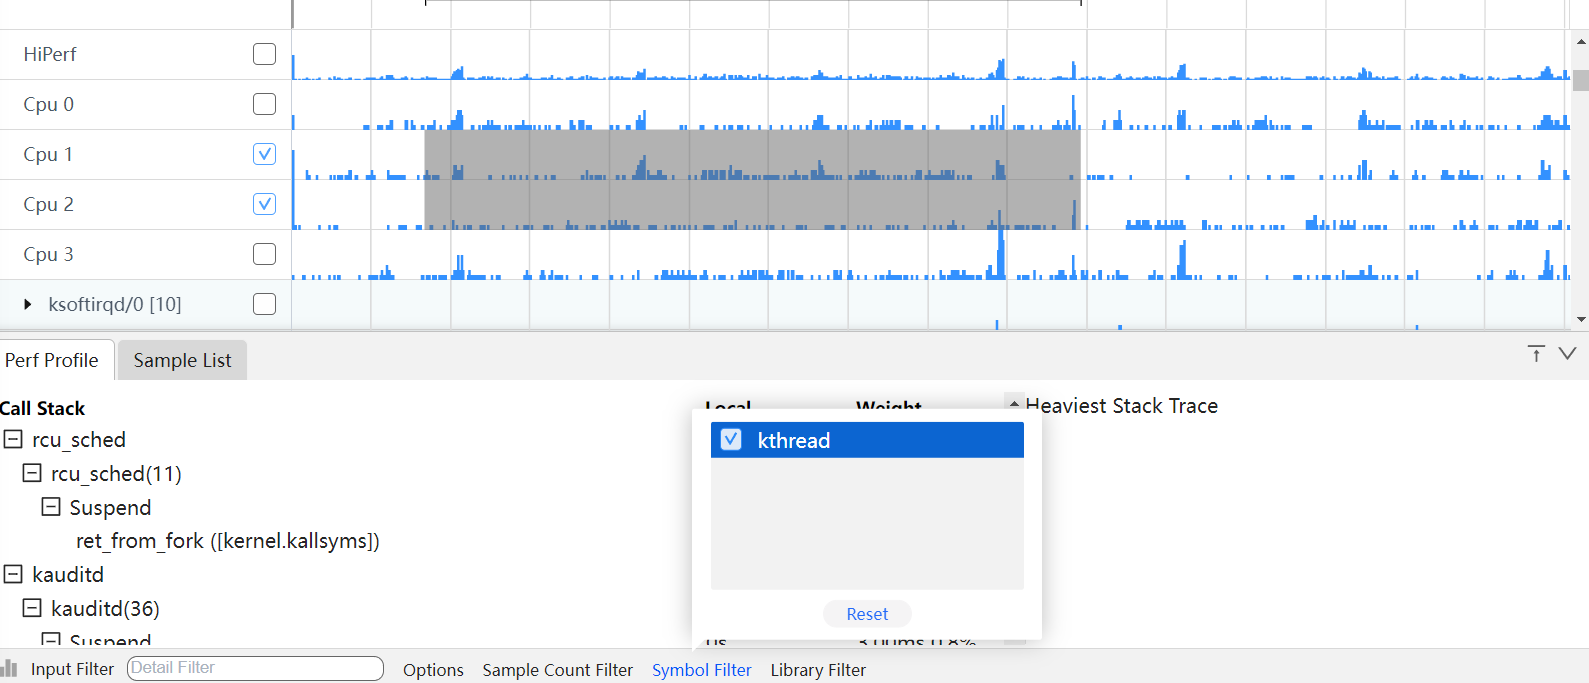 HiPerf
Cpu 0
Cpu 1
Cpu 2
Cpu 3
ksoftirqd/0 [10]
Perf Profile
Sample List
Call Stack
Local
Weight
Heaviest Stack Trace
rcu_sched
rcu_sched(11)
Suspend
ret_from_fork ([kernel.kallsyms])
kauditd
kauditd(36)
Suspend
kthread
Reset
Input Filter
Detail Filter
Options
Sample Count Filter
Symbol Filter
Library Filter